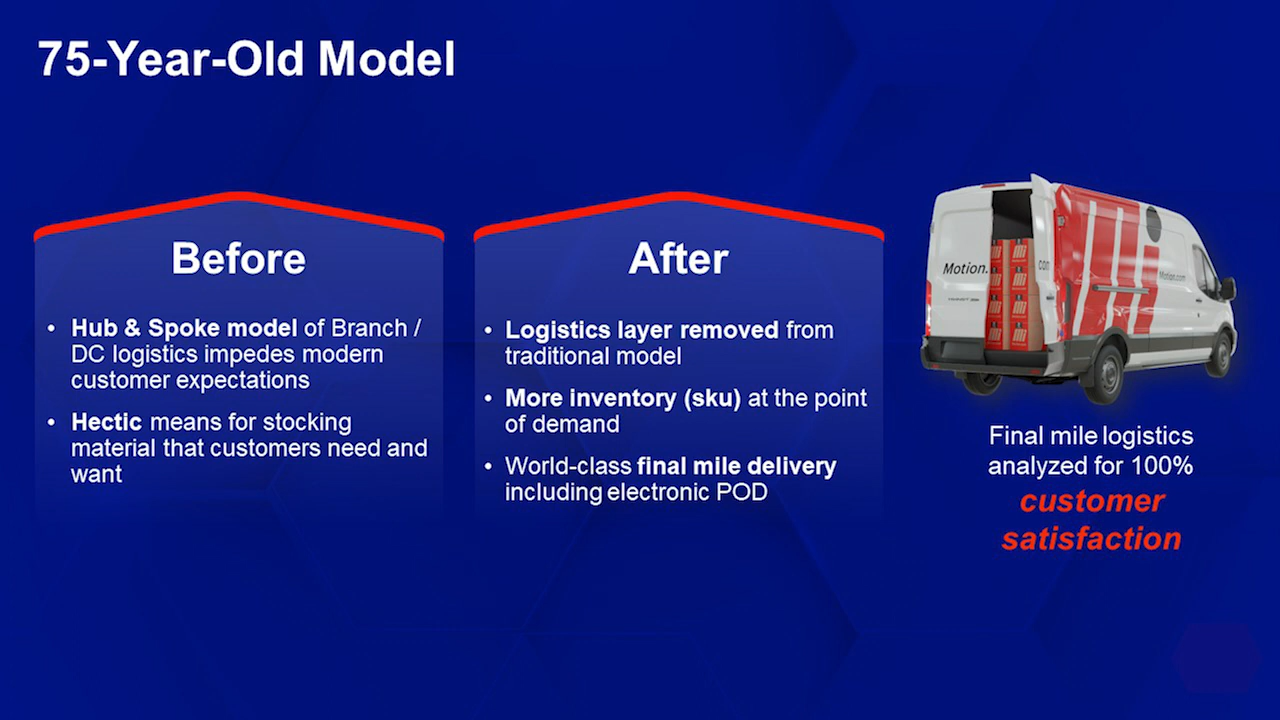 75-Year-Old Model
Before
• Hub & Spoke model of Branch /
DC logistics impedes modern
customer expectations
• Hectic means for stocking
material that customers need and
want
After
• Logistics layer removed from
traditional model
• More inventory (sku) at the point
of demand
• World-class final mile delivery
including electronic POD
Motion.
com
Motion.com
Final mile logistics
analyzed for 100%
customer
satisfaction